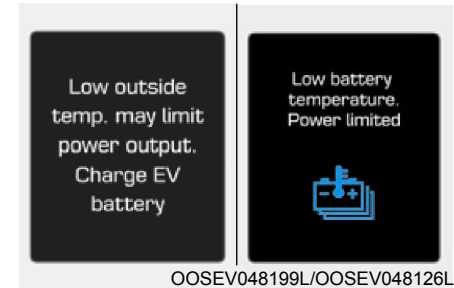 Low outside
temp. may limit
power output.
Charge EV
battery
Low battery
temperature.
Power limited
OOSEV048199L/OOSEV048126L